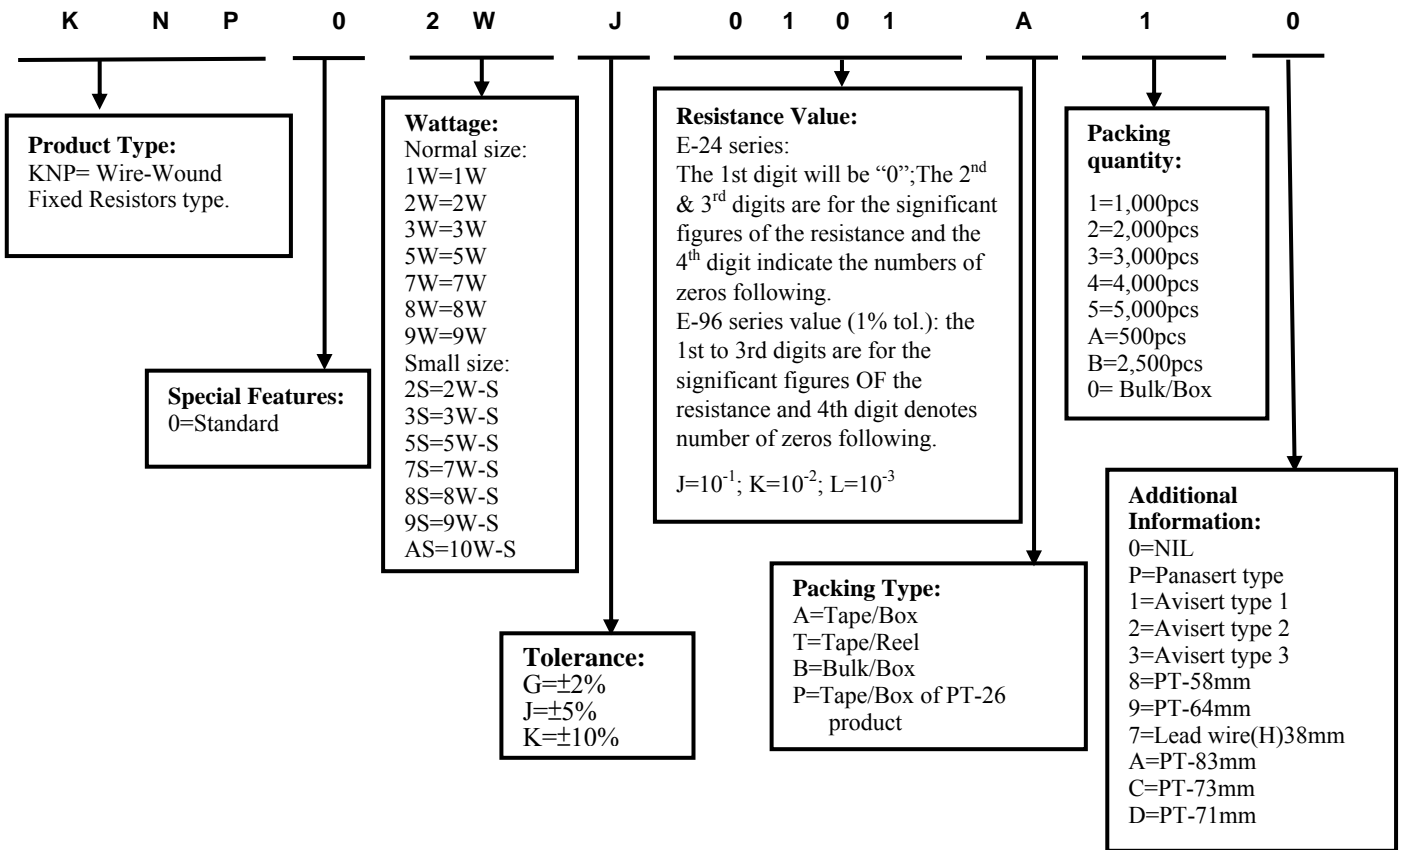 K N P 0 2 W J 0 1 0 1 A 1 0
Product Type:
KNP= Wire-Wound
Fixed Resistors type.
Special Features:
0=Standard
Wattage:
Normal size:
1W=1W
2W=2W
3W=3W
5W=5W
7W=7W
8W=8W
9W=9W
Small size:
2S=2W-S
3S=3W-S
5S=5W-S
7S=7W-S
8S=8W-S
9S=9W-S
AS=10W-S
Tolerance:
G=±2%
J=±5%
K=±10%
Resistance Value:
E-24 series:
The 1st digit will be “0”;The 2nd
& 3rd digits are for the significant
figures of the resistance and the
4th digit indicate the numbers of
zeros following.
E-96 series value (1% tol.): the
1st to 3rd digits are for the
significant figures OF the
resistance and 4th digit denotes
number of zeros following.
J=10-1; K=10-2; L=10-3
Packing Type:
A=Tape/Box
T=Tape/Reel
B=Bulk/Box
P=Tape/Box of PT-26
product
Packing
quantity:
1=1,000pcs
2=2,000pcs
3=3,000pcs
4=4,000pcs
5=5,000pcs
A=500pcs
B=2,500pcs
0= Bulk/Box
Additional
Information:
0=NIL
P=Panasert type
1=Avisert type 1
2=Avisert type 2
3=Avisert type 3
8=PT-58mm
9=PT-64mm
7=Lead wire(H)38mm
A=PT-83mm
C=PT-73mm
D=PT-71mm